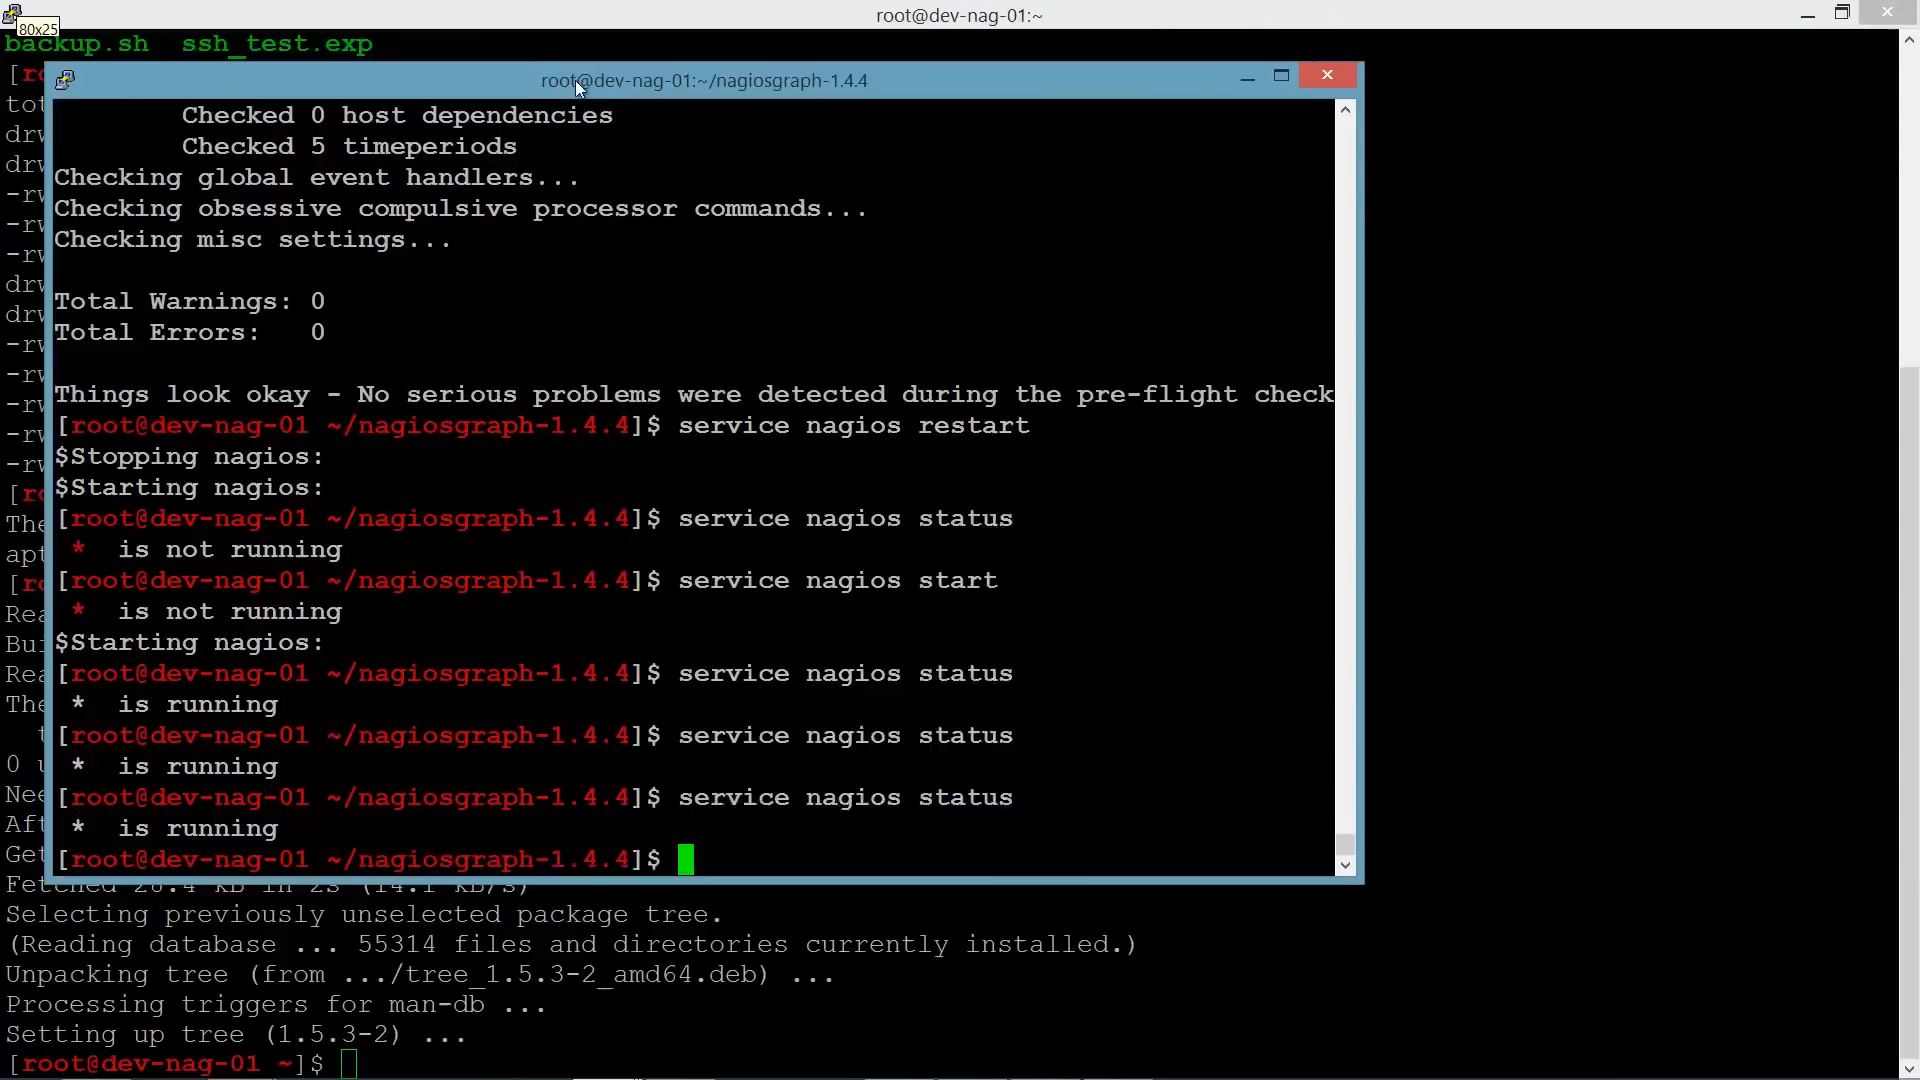 root@dev-nag-01:~
80x25
backup.sh  ssh_test.exp
root@dev-nag-01:~/nagiosgraph-1.4.4
        Checked 0 host dependencies
        Checked 5 timeperiods
Checking global event handlers...
Checking obsessive compulsive processor commands...
Checking misc settings...
Total Warnings: 0
Total Errors:   0
Things look okay - No serious problems were detected during the pre-flight check
[root@dev-nag-01 ~/nagiosgraph-1.4.4]$ service nagios restart
$Stopping nagios:
$Starting nagios:
[root@dev-nag-01 ~/nagiosgraph-1.4.4]$ service nagios status
 *  is not running
[root@dev-nag-01 ~/nagiosgraph-1.4.4]$ service nagios start
 *  is not running
$Starting nagios:
[root@dev-nag-01 ~/nagiosgraph-1.4.4]$ service nagios status
 *  is running
[root@dev-nag-01 ~/nagiosgraph-1.4.4]$ service nagios status
 *  is running
[root@dev-nag-01 ~/nagiosgraph-1.4.4]$ service nagios status
 *  is running
[root@dev-nag-01 ~/nagiosgraph-1.4.4]$
Fetched 28.4 kB in 2s (14.1 kB/s)
Selecting previously unselected package tree.
(Reading database ... 55314 files and directories currently installed.)
Unpacking tree (from .../tree_1.5.3-2_amd64.deb) ...
Processing triggers for man-db ...
Setting up tree (1.5.3-2) ...
[root@dev-nag-01 ~]$